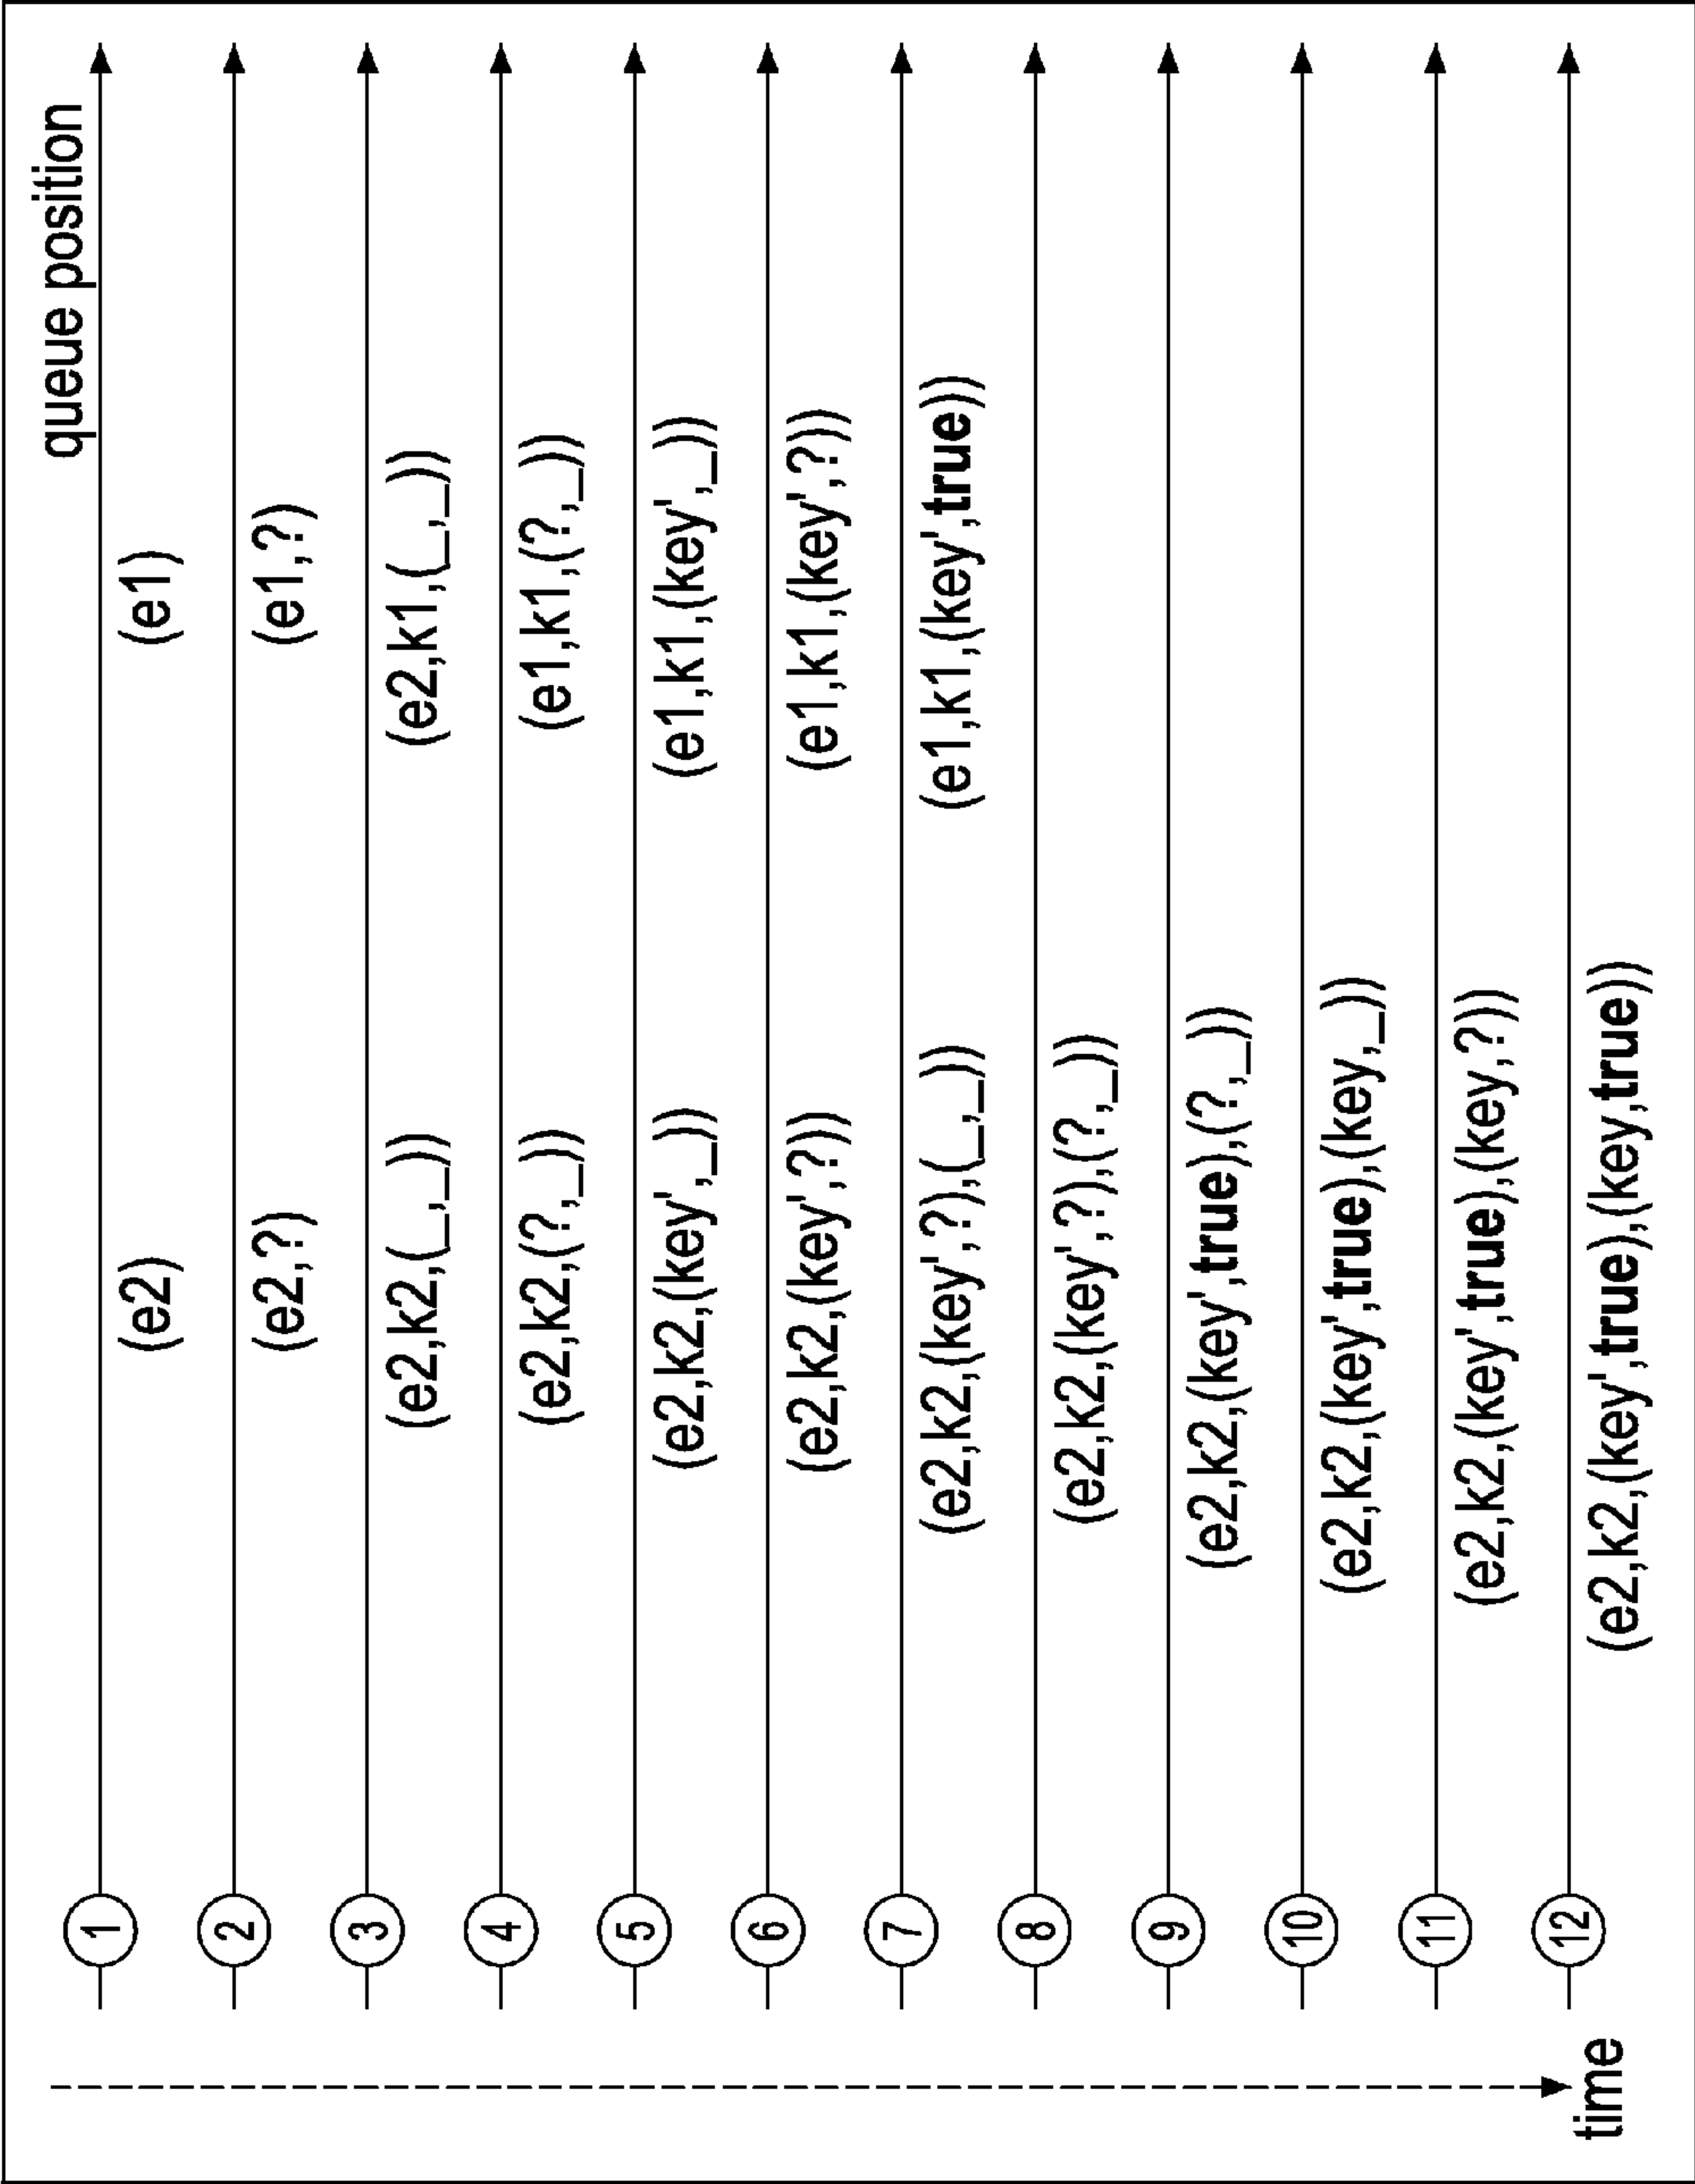 queue position
1
(e2) (e1)
2
(e2,?) (e1,?)
3
(e2,k2,(_,_)) (e2,k1,(_,_))
4
(e2,k2,(?,_)) (e1,k1,(?,_))
5
(e2,k2,(key',_)) (e1,k1,(key',_))
6
(e2,k2,(key',?)) (e1,k1,(key',?))
7
(e2,k2,(key',?),(_,_)) (e1,k1,(key',true))
8
(e2,k2,(key',?),(?,_))
9
(e2,k2,(key',true),(?,_))
10
(e2,k2,(key',true),(key,_))
11
(e2,k2,(key',true),(key,?))
12
(e2,k2,(key',true),(key,true))
time